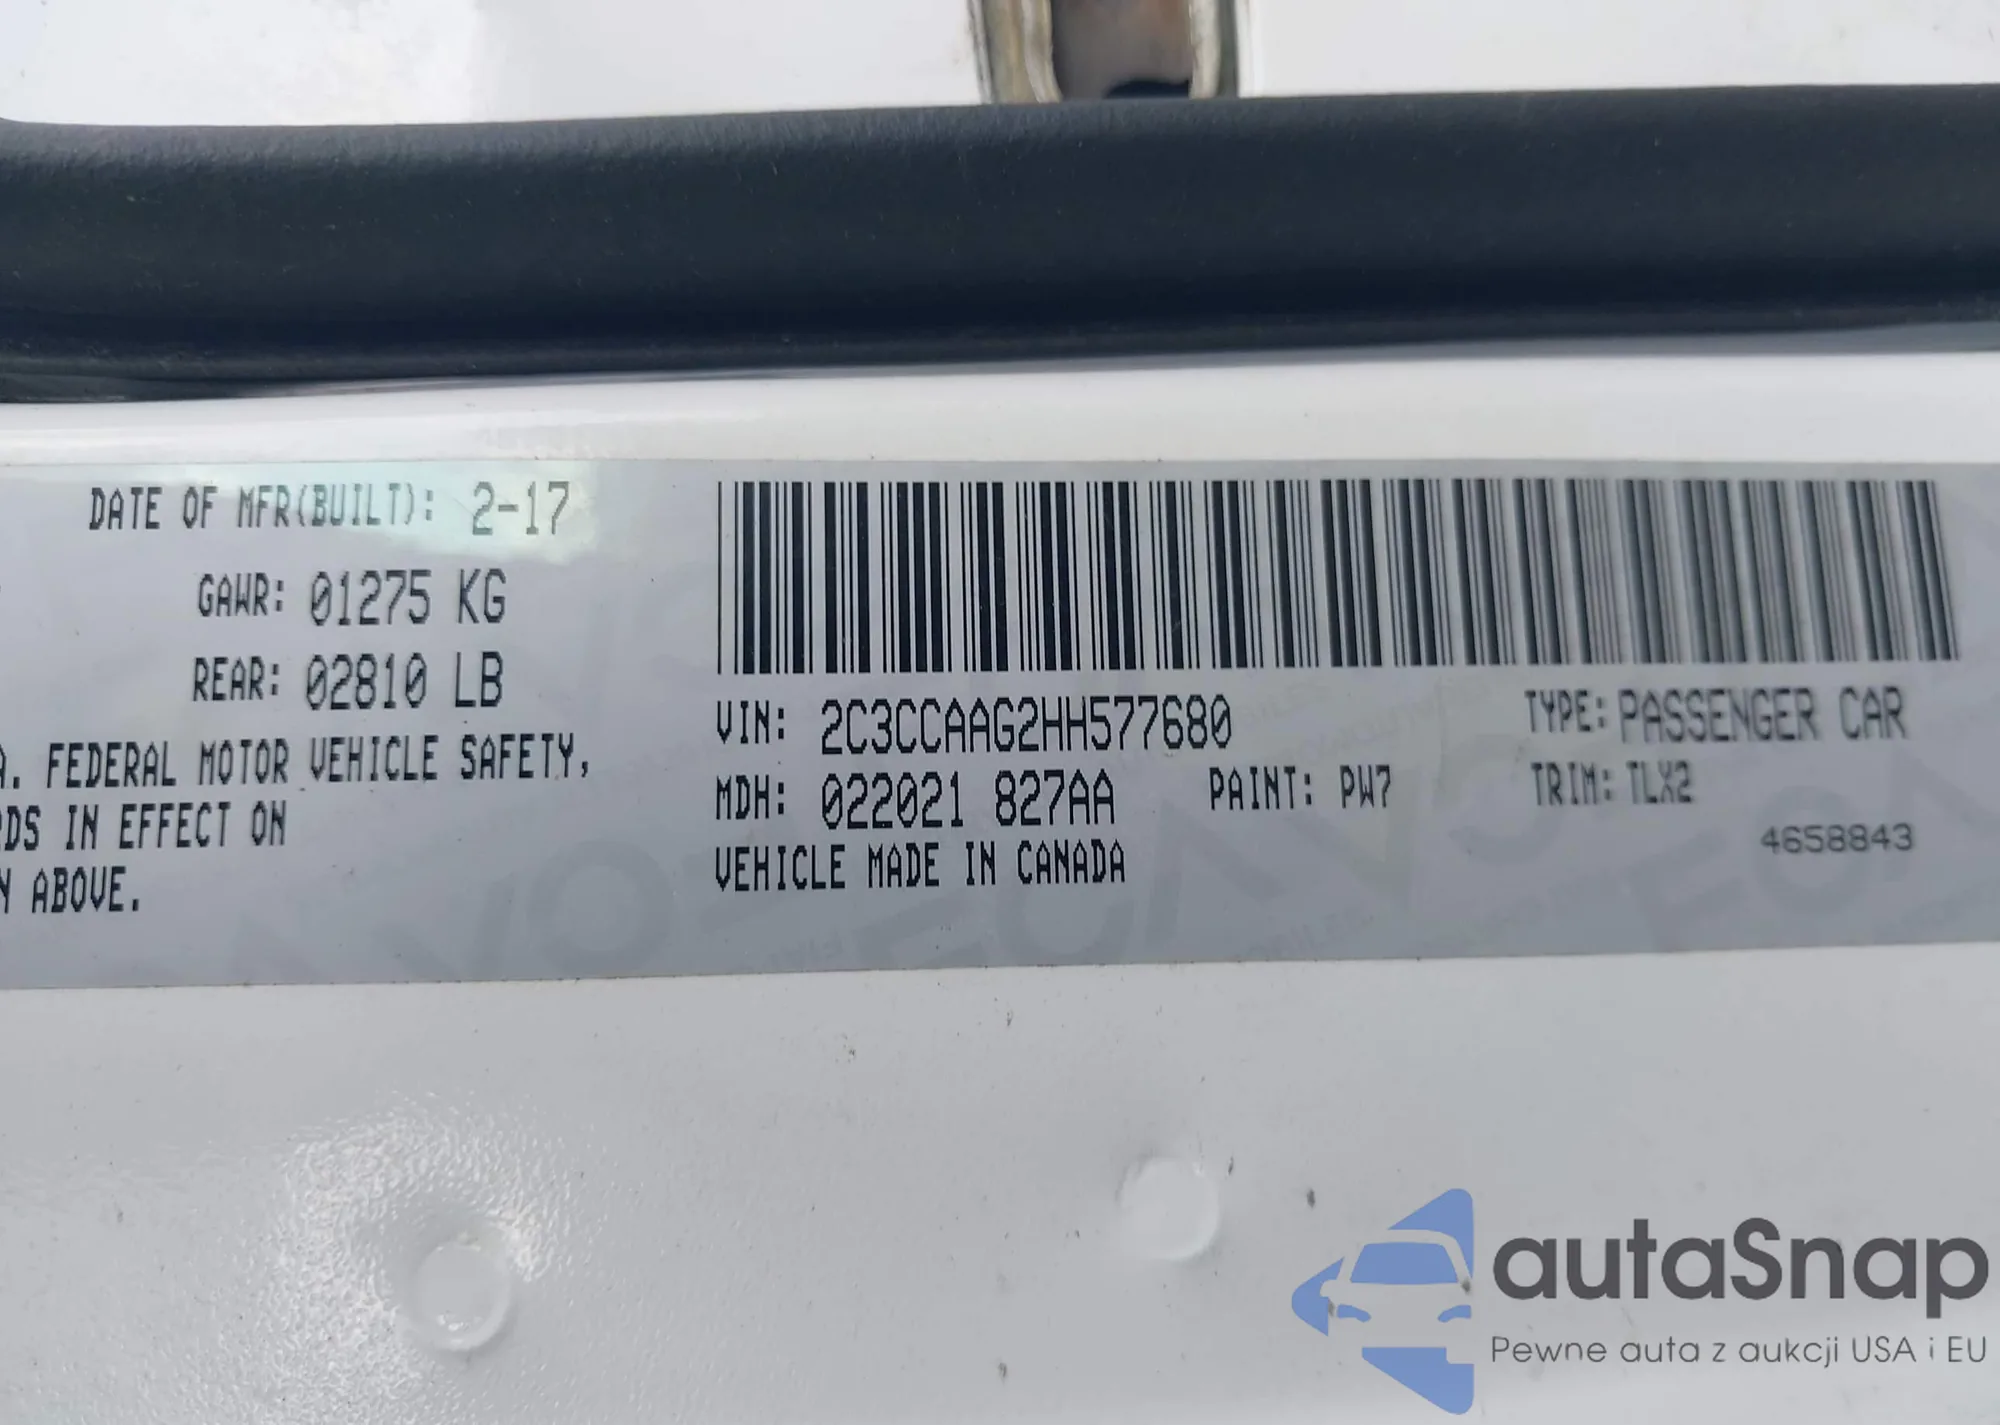 DATE OF MFR(BUILT): 2-17
GAWR: 01275 KG
REAR: 02810 LB
A. FEDERAL MOTOR VEHICLE SAFETY,
RDS IN EFFECT ON
N ABOVE.
VIN: 2C3CCAAG2HH577680
TYPE: PASSENGER CAR
MDH: 022021 827AA
PAINT: PW7
TRIM: TLX2
VEHICLE MADE IN CANADA
4658843
autaSnap
Pewne auta z aukcji USA i EU